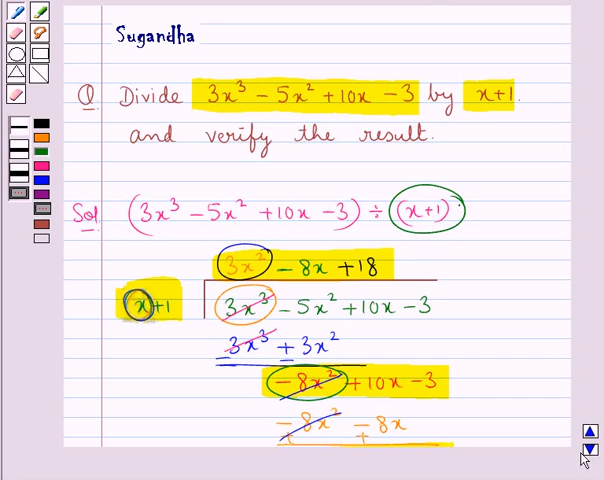 Sugandha
Q Divide 3x³ - 5x² + 10x - 3 by x+1.
and verify the result.
Sol. (3x³ - 5x² + 10x - 3) ÷ (x+1)
3x² - 8x + 18
x+1 3x³ - 5x² + 10x - 3
3x³ + 3x²
- -
-8x² + 10x - 3
-8x² - 8x
+ +